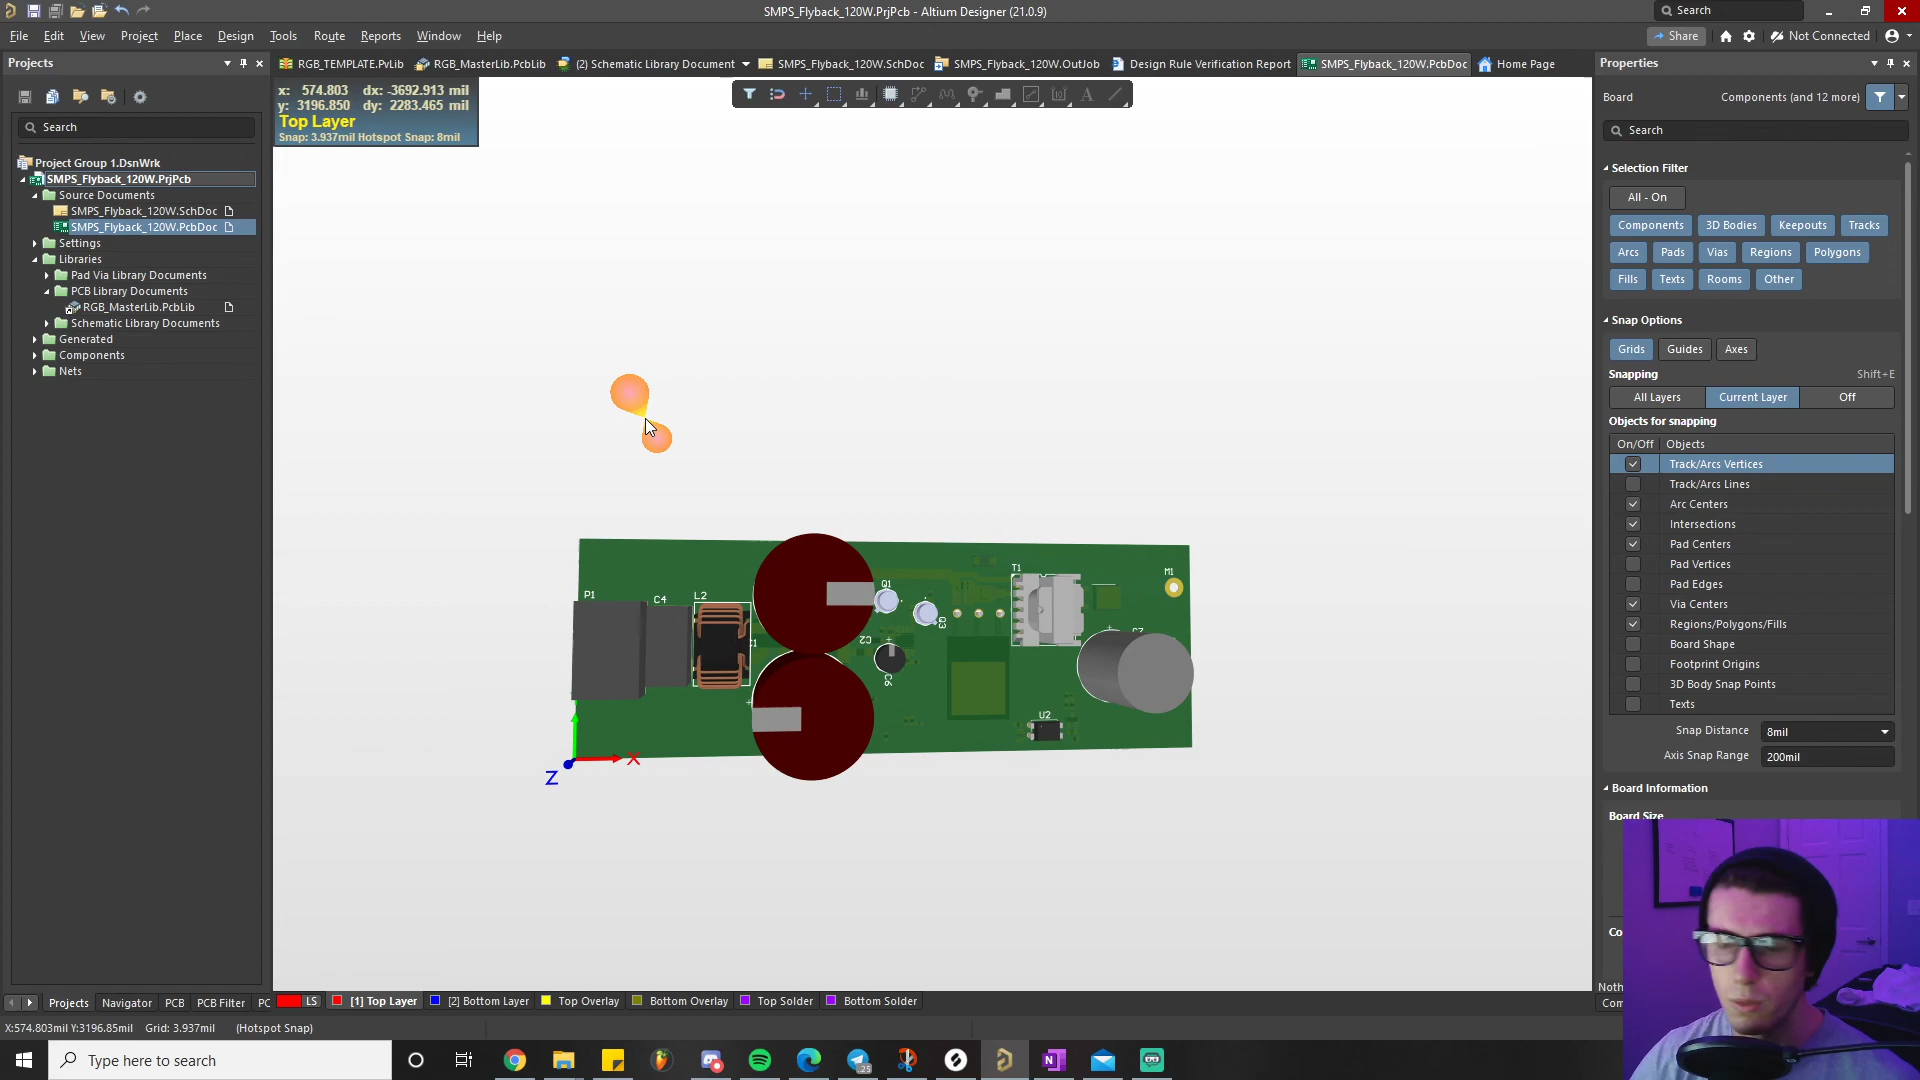 SMPS_Flyback_120W.PrjPcb - Altium Designer (21.0.9)
Search
File Edit View Project Place Design Tools Route Reports Window Help
Share
Not Connected
Projects
RGB_TEMPLATE.PvLib
RGB_MasterLib.PcbLib
(2) Schematic Library Document
SMPS_Flyback_120W.SchDoc
SMPS_Flyback_120W.OutJob
Design Rule Verification Report
SMPS_Flyback_120W.PcbDoc
Home Page
Properties
Search
Project Group 1.DsnWrk
SMPS_Flyback_120W.PrjPcb
Source Documents
SMPS_Flyback_120W.SchDoc
SMPS_Flyback_120W.PcbDoc
Settings
Libraries
Pad Via Library Documents
PCB Library Documents
RGB_MasterLib.PcbLib
Schematic Library Documents
Generated
Components
Nets
x: 574.803 dx: -3692.913 mil
y: 3196.850 dy: 2283.465 mil
Top Layer
Snap: 3.937mil Hotspot Snap: 8mil
P1
C4
L2
Q1
Q3
C2
C6
T1
M1
U2
X
Z
Board
Components (and 12 more)
Search
Selection Filter
All - On
Components 3D Bodies Keepouts Tracks
Arcs Pads Vias Regions Polygons
Fills Texts Rooms Other
Snap Options
Grids Guides Axes
Snapping Shift+E
All Layers Current Layer Off
Objects for snapping
On/Off Objects
Track/Arcs Vertices
Track/Arcs Lines
Arc Centers
Intersections
Pad Centers
Pad Vertices
Pad Edges
Via Centers
Regions/Polygons/Fills
Board Shape
Footprint Origins
3D Body Snap Points
Texts
Snap Distance 8mil
Axis Snap Range 200mil
Board Information
Board Size
Co
Noth
Com
Projects Navigator PCB PCB Filter PC
LS [1] Top Layer [2] Bottom Layer Top Overlay Bottom Overlay Top Solder Bottom Solder
X:574.803mil Y:3196.85mil Grid: 3.937mil (Hotspot Snap)
Type here to search
.25